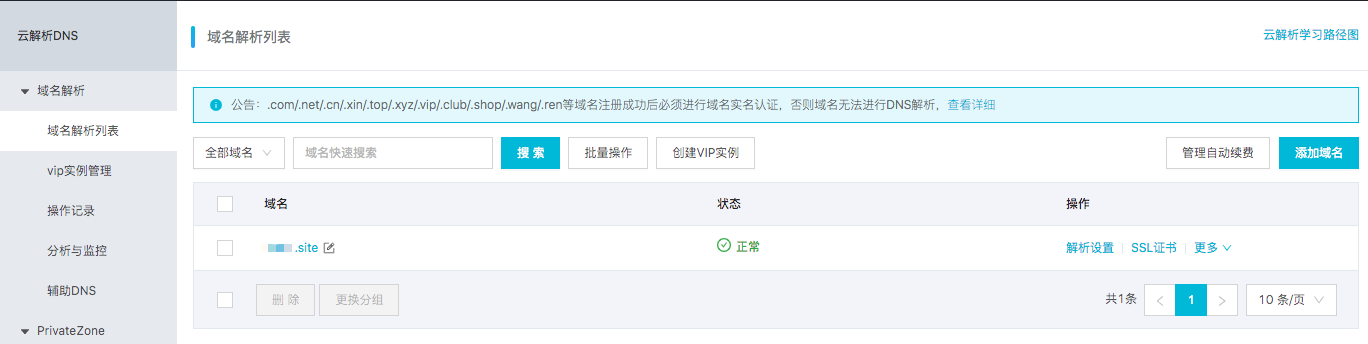 云解析DNS
域名解析列表
云解析学习路径图
域名解析
公告：.com/.net/.cn/.xin/.top/.xyz/.vip/.club/.shop/.wang/.ren等域名注册成功后必须进行域名实名认证，否则域名无法进行DNS解析，查看详细
域名解析列表
全部域名 域名快速搜索 搜 索 批量操作 创建VIP实例 管理自动续费 添加域名
vip实例管理
域名 状态 操作
操作记录
.site 正常 解析设置 SSL证书 更多
分析与监控
辅助DNS
删 除 更换分组 共1条 < 1 > 10 条/页
PrivateZone